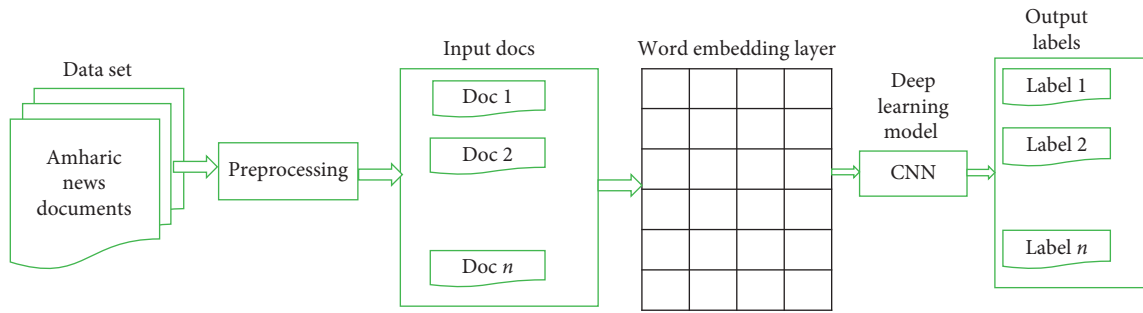 Data set
Amharic
news
documents
Preprocessing
Input docs
Doc 1
Doc 2
Doc n
Word embedding layer
Deep
learning
model
CNN
Output
labels
Label 1
Label 2
Label n